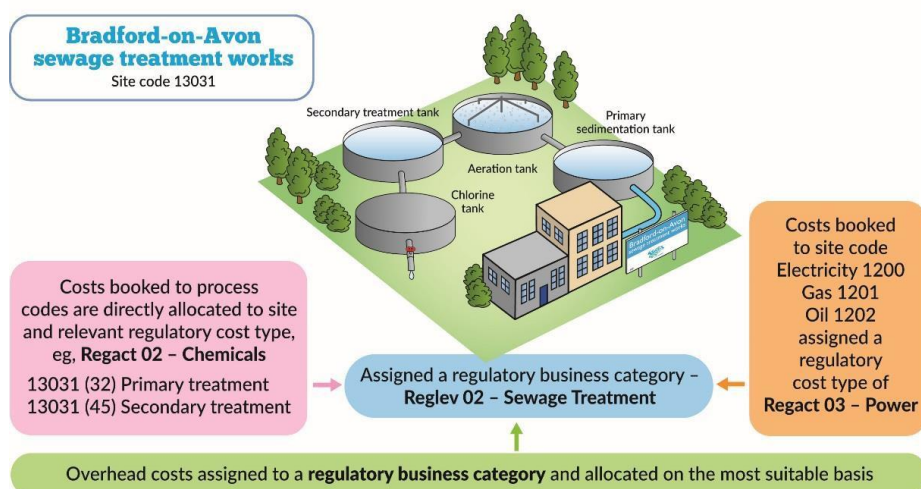 Bradford-on-Avon
sewage treatment works
Site code 13031
Secondary treatment tank
Primary
sedimentation tank
Aeration tank
Chlorine
tank
Bradford-on-Avon
sewage treatment works
Costs booked to process
codes are directly allocated to site
and relevant regulatory cost type,
eg, Regact 02 – Chemicals
13031 (32) Primary treatment
13031 (45) Secondary treatment
Assigned a regulatory business category –
Reglev 02 – Sewage Treatment
Costs booked
to site code
Electricity 1200
Gas 1201
Oil 1202
assigned a
regulatory
cost type of
Regact 03 – Power
Overhead costs assigned to a regulatory business category and allocated on the most suitable basis